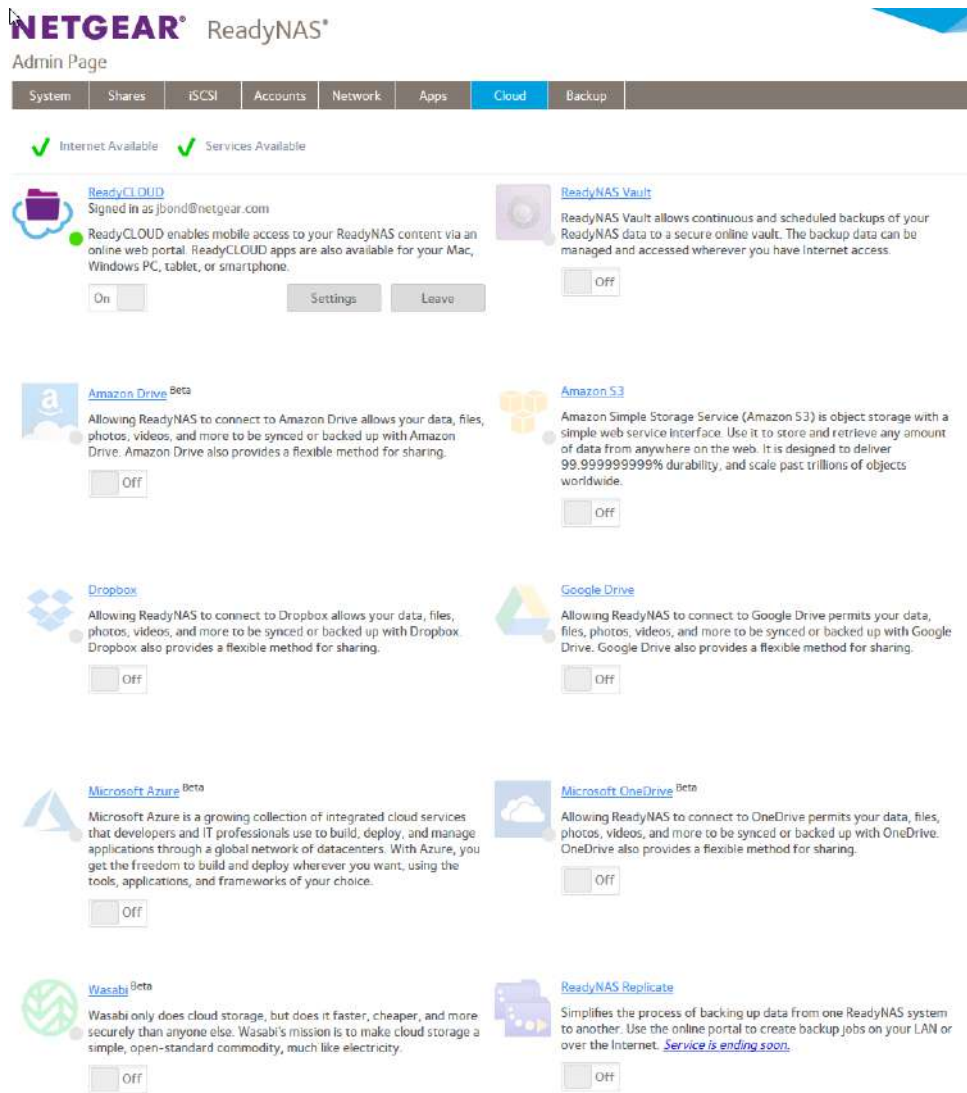 NETGEAR® ReadyNAS®
Admin Page
System Shares iSCSI Accounts Network Apps Cloud Backup
Internet Available Services Available
ReadyCLOUD
Signed in as jbond@netgear.com
ReadyCLOUD enables mobile access to your ReadyNAS content via an
online web portal. ReadyCLOUD apps are also available for your Mac,
Windows PC, tablet, or smartphone.
On Settings Leave
ReadyNAS Vault
ReadyNAS Vault allows continuous and scheduled backups of your
ReadyNAS data to a secure online vault. The backup data can be
managed and accessed wherever you have Internet access.
Off
Amazon Drive Beta
Allowing ReadyNAS to connect to Amazon Drive allows your data, files,
photos, videos, and more to be synced or backed up with Amazon
Drive. Amazon Drive also provides a flexible method for sharing.
Off
Amazon S3
Amazon Simple Storage Service (Amazon S3) is object storage with a
simple web service interface. Use it to store and retrieve any amount
of data from anywhere on the web. It is designed to deliver
99.999999999% durability, and scale past trillions of objects
worldwide.
Off
Dropbox
Allowing ReadyNAS to connect to Dropbox allows your data, files,
photos, videos, and more to be synced or backed up with Dropbox.
Dropbox also provides a flexible method for sharing.
Off
Google Drive
Allowing ReadyNAS to connect to Google Drive permits your data,
files, photos, videos, and more to be synced or backed up with Google
Drive. Google Drive also provides a flexible method for sharing.
Off
Microsoft Azure Beta
Microsoft Azure is a growing collection of integrated cloud services
that developers and IT professionals use to build, deploy, and manage
applications through a global network of datacenters. With Azure, you
get the freedom to build and deploy wherever you want, using the
tools, applications, and frameworks of your choice.
Off
Microsoft OneDrive Beta
Allowing ReadyNAS to connect to OneDrive permits your data, files,
photos, videos, and more to be synced or backed up with OneDrive.
OneDrive also provides a flexible method for sharing.
Off
Wasabi Beta
Wasabi only does cloud storage, but does it faster, cheaper, and more
securely than anyone else. Wasabi's mission is to make cloud storage a
simple, open-standard commodity, much like electricity.
Off
ReadyNAS Replicate
Simplifies the process of backing up data from one ReadyNAS system
to another. Use the online portal to create backup jobs on your LAN or
over the Internet. Service is ending soon.
Off